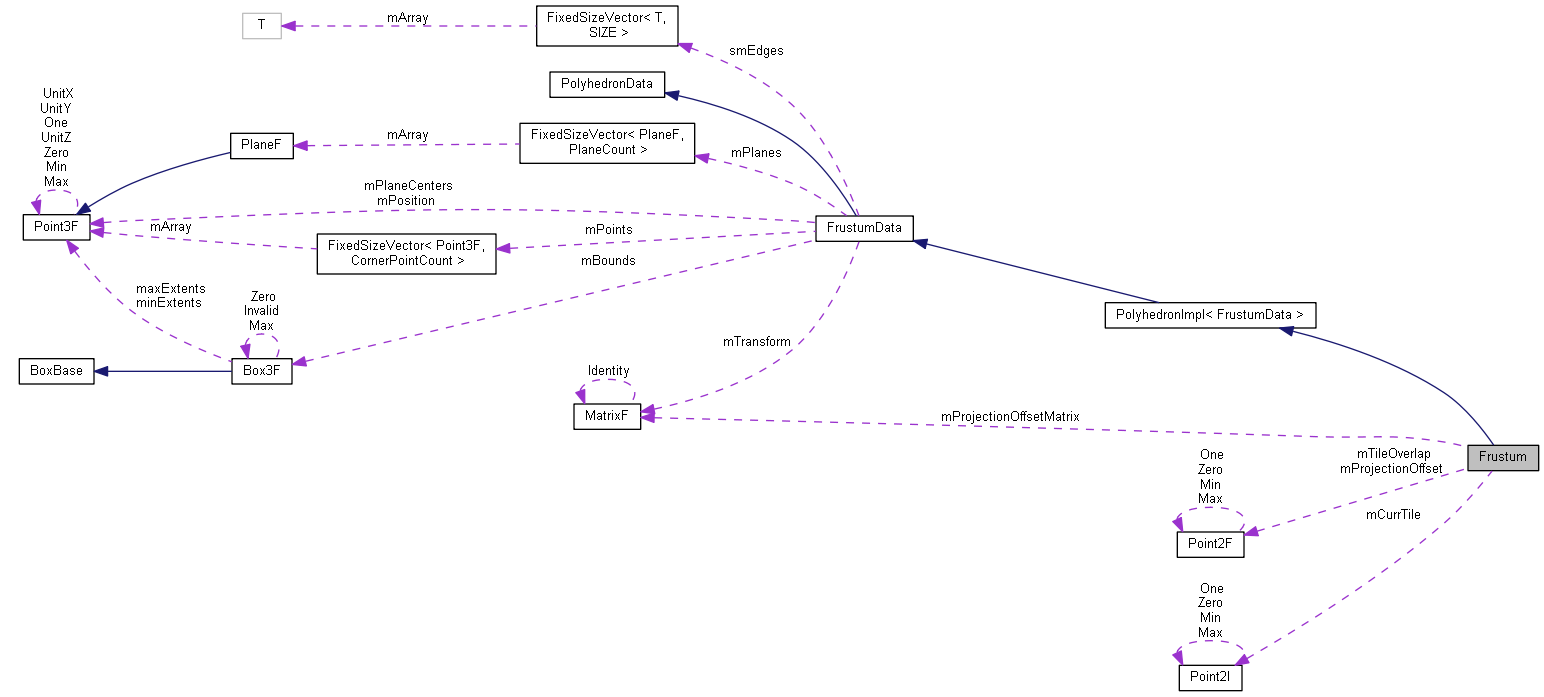 T
mArray
FixedSizeVector< T,
SIZE >
smEdges
PolyhedronData
UnitX
UnitY
One
UnitZ
Zero
Min
Max
PlaneF
mArray
FixedSizeVector< PlaneF,
PlaneCount >
mPlanes
mPlaneCenters
mPosition
Point3F
mArray
FixedSizeVector< Point3F,
CornerPointCount >
mPoints
FrustumData
mBounds
maxExtents
minExtents
Zero
Invalid
Max
PolyhedronImpl< FrustumData >
mTransform
BoxBase
Box3F
Identity
MatrixF
mProjectionOffsetMatrix
Frustum
mTileOverlap
mProjectionOffset
One
Zero
Min
Max
mCurrTile
Point2F
One
Zero
Min
Max
Point2I